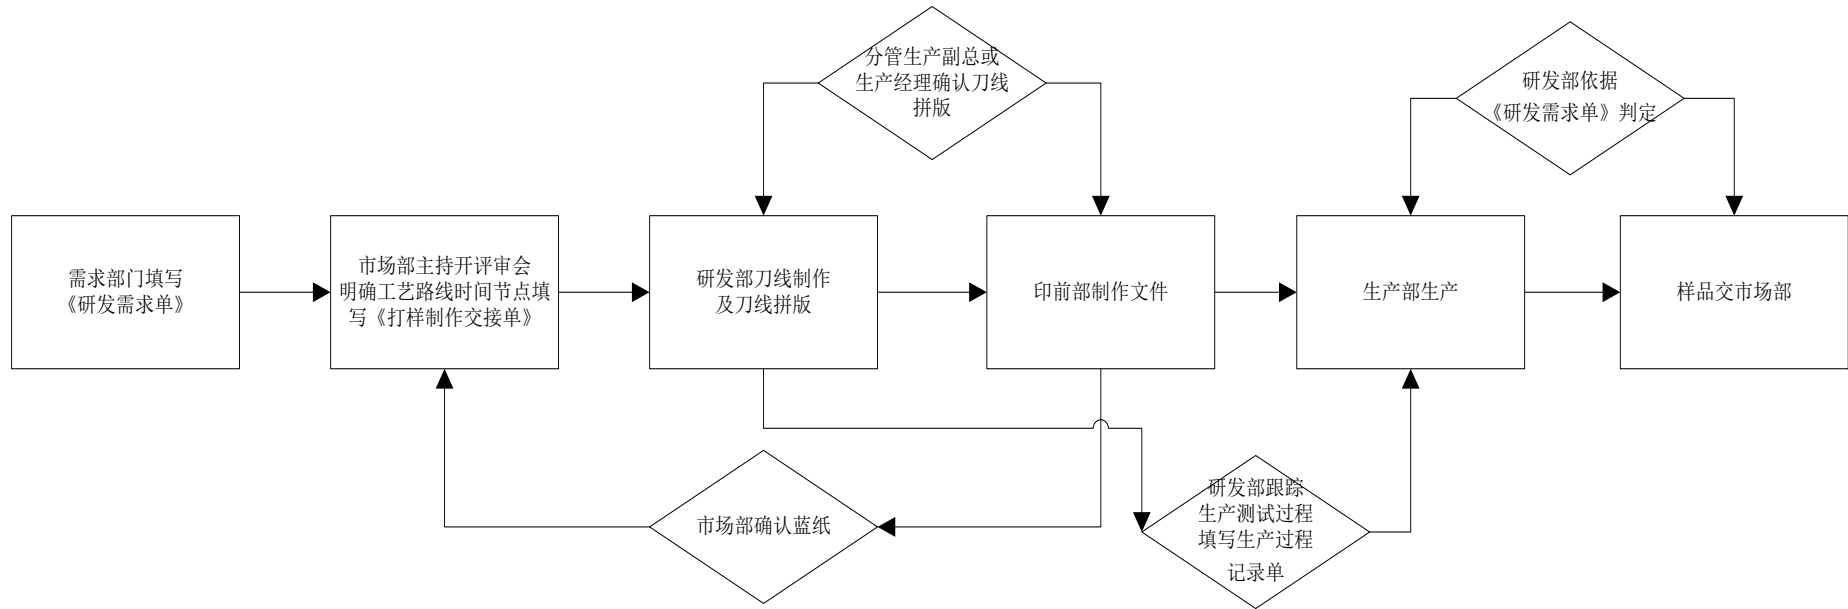 分管生产副总或
生产经理确认刀线
拼版
研发部依据
《研发需求单》判定
需求部门填写
《研发需求单》
市场部主持开评审会
明确工艺路线时间节点填
写《打样制作交接单》
研发部刀线制作
及刀线拼版
印前部制作文件
生产部生产
样品交市场部
市场部确认蓝纸
研发部跟踪
生产测试过程
填写生产过程
记录单